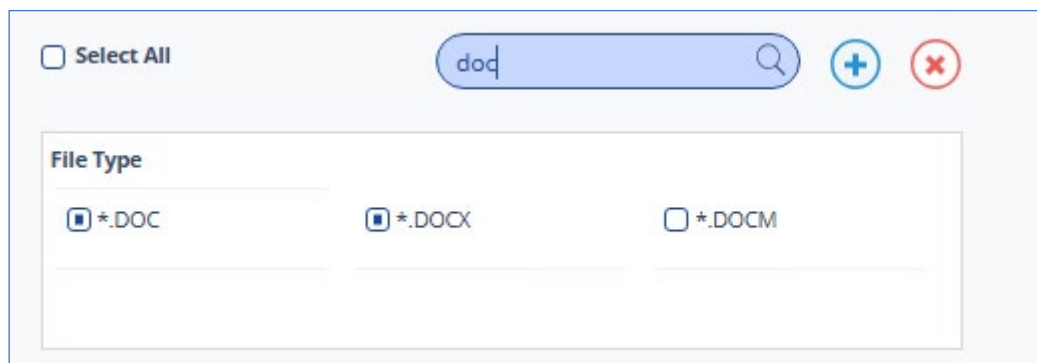 Select All
doc
File Type
*.DOC
*.DOCX
*.DOCM